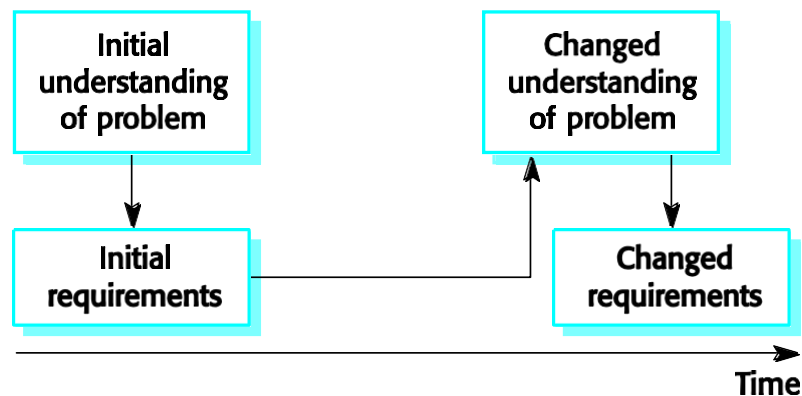 Initial
understanding
of problem
Changed
understanding
of problem
Initial
requirements
Changed
requirements
Time